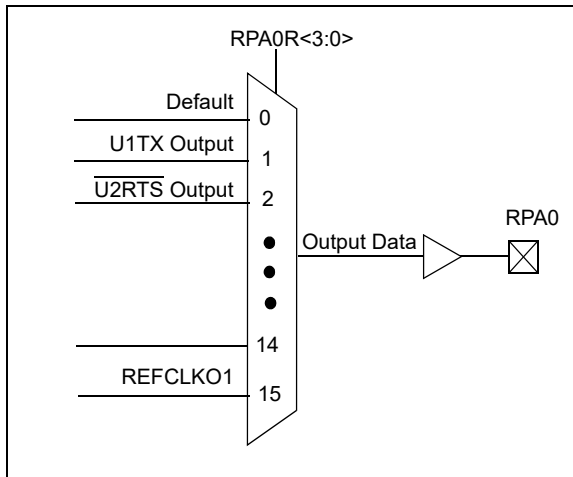 RPA0R<3:0>
Default
0
U1TX Output
1
U2RTS Output
2
RPA0
Output Data
14
REFCLKO1
15